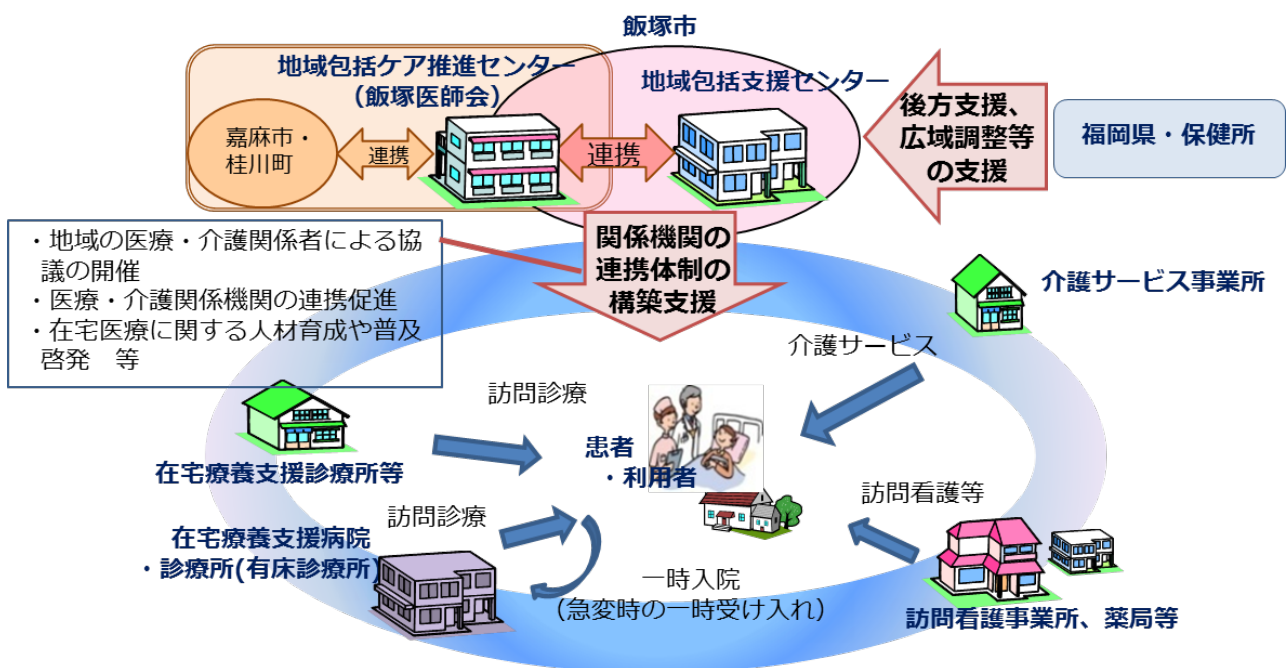 飯塚市
地域包括ケア推進センター
(飯塚医師会)
地域包括支援センター
嘉麻市・
桂川町
連携
連携
後方支援、
広域調整等
の支援
福岡県・保健所
・地域の医療・介護関係者による協
議の開催
・医療・介護関係機関の連携促進
・在宅医療に関する人材育成や普及
啓発　等
関係機関の
連携体制の
構築支援
介護サービス事業所
介護サービス
訪問診療
患者
・利用者
在宅療養支援診療所等
訪問看護等
訪問診療
在宅療養支援病院
・診療所(有床診療所)
一時入院
(急変時の一時受け入れ)
訪問看護事業所、薬局等